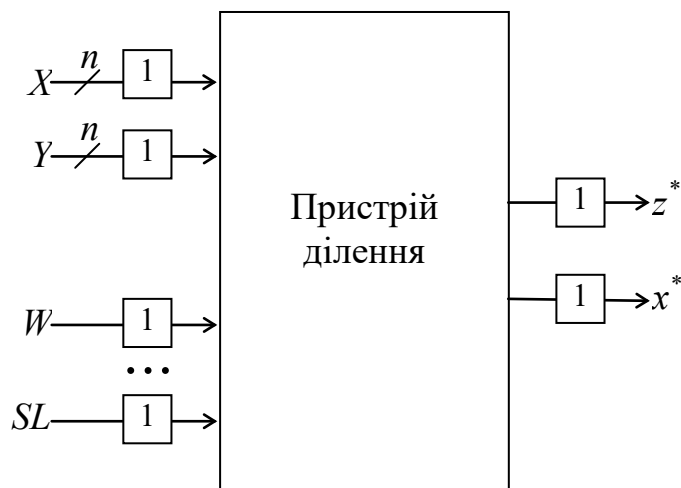 n
X 1
n
Y 1
Пристрій
ділення
1 z*
1 x*
W 1
...
SL 1